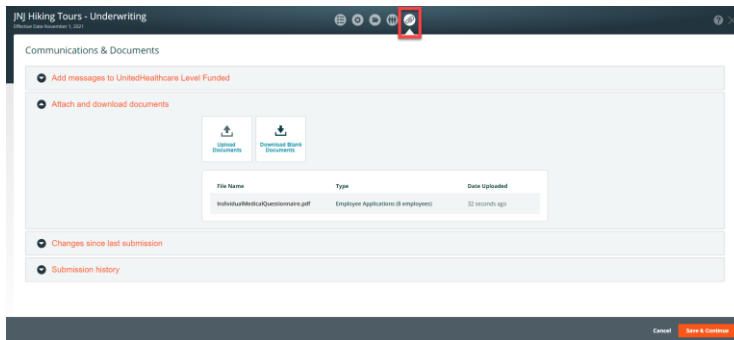 JNJ Hiking Tours - Underwriting
Effective Date November 1, 2021
Communications & Documents
Add messages to UnitedHealthcare Level Funded
Attach and download documents
Upload
Documents
Download Blank
Documents
File Name Type Date Uploaded
IndividualMedicalQuestionnaire.pdf Employee Applications (8 employees) 32 seconds ago
Changes since last submission
Submission history
Cancel Save & Continue